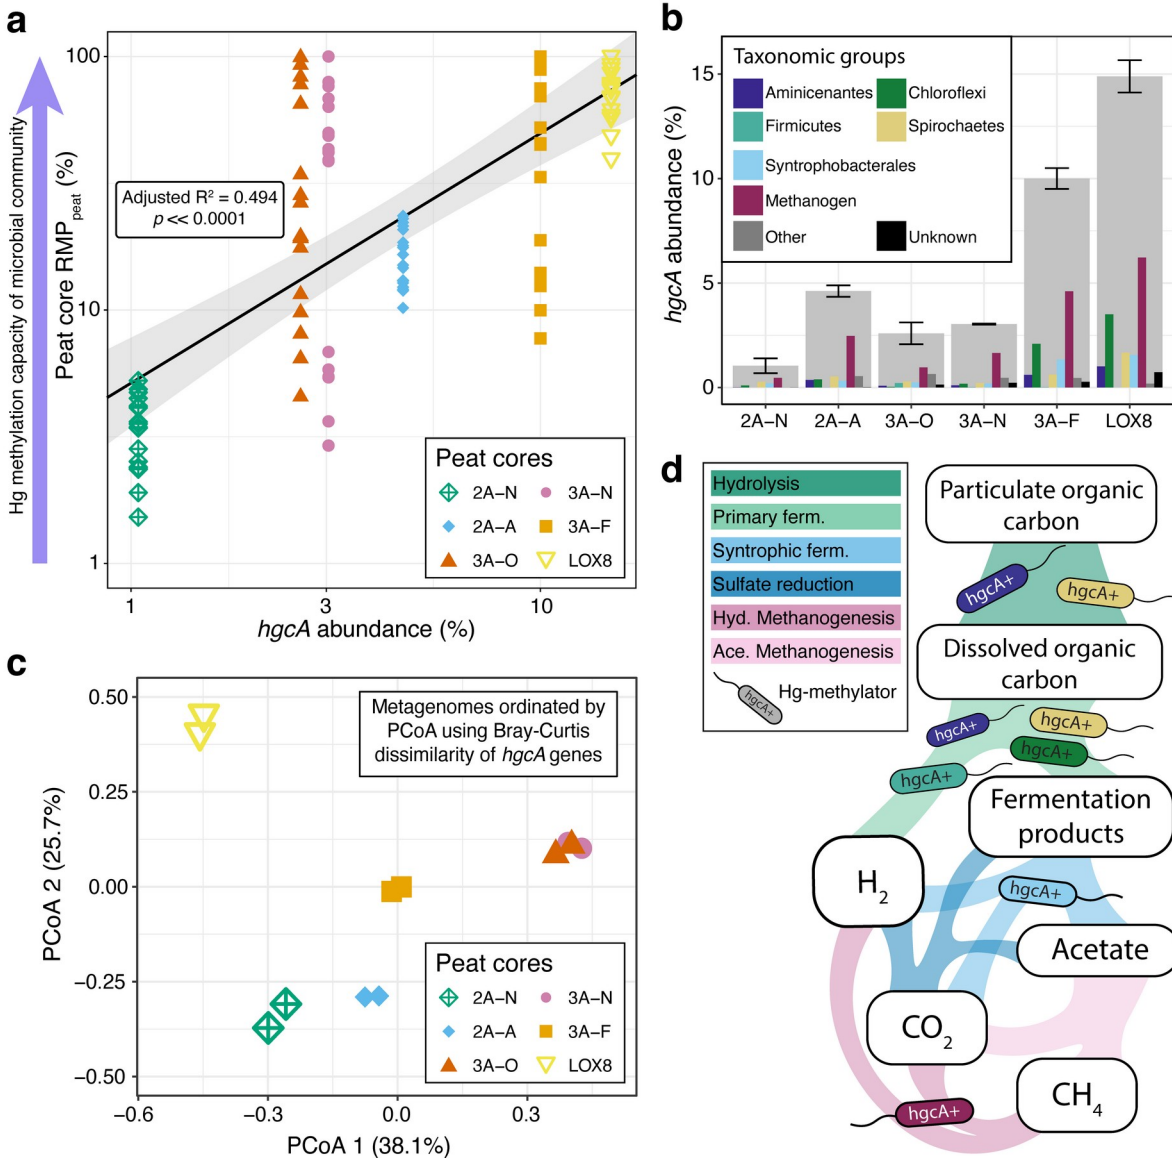 a
Hg methylation capacity of microbial community
Peat core RMPpeat (%)
100
10
1
Adjusted R² = 0.494
p << 0.0001
Peat cores
2A−N
3A−N
2A−A
3A−F
3A−O
LOX8
1
3
10
hgcA abundance (%)
b
hgcA abundance (%)
15
10
5
0
Taxonomic groups
Aminicenantes
Chloroflexi
Firmicutes
Spirochaetes
Syntrophobacterales
Methanogen
Other
Unknown
2A−N
2A−A
3A−O
3A−N
3A−F
LOX8
c
PCoA 2 (25.7%)
0.50
0.25
0.00
−0.25
−0.50
Metagenomes ordinated by
PCoA using Bray-Curtis
dissimilarity of hgcA genes
Peat cores
2A−N
3A−N
2A−A
3A−F
3A−O
LOX8
−0.6
−0.3
0.0
0.3
PCoA 1 (38.1%)
d
Hydrolysis
Primary ferm.
Syntrophic ferm.
Sulfate reduction
Hyd. Methanogenesis
Ace. Methanogenesis
hgcA+
Hg-methylator
Particulate organic
carbon
hgcA+
hgcA+
Dissolved organic
carbon
hgcA+
hgcA+
hgcA+
hgcA+
Fermentation
products
H₂
hgcA+
Acetate
CO₂
CH₄
hgcA+